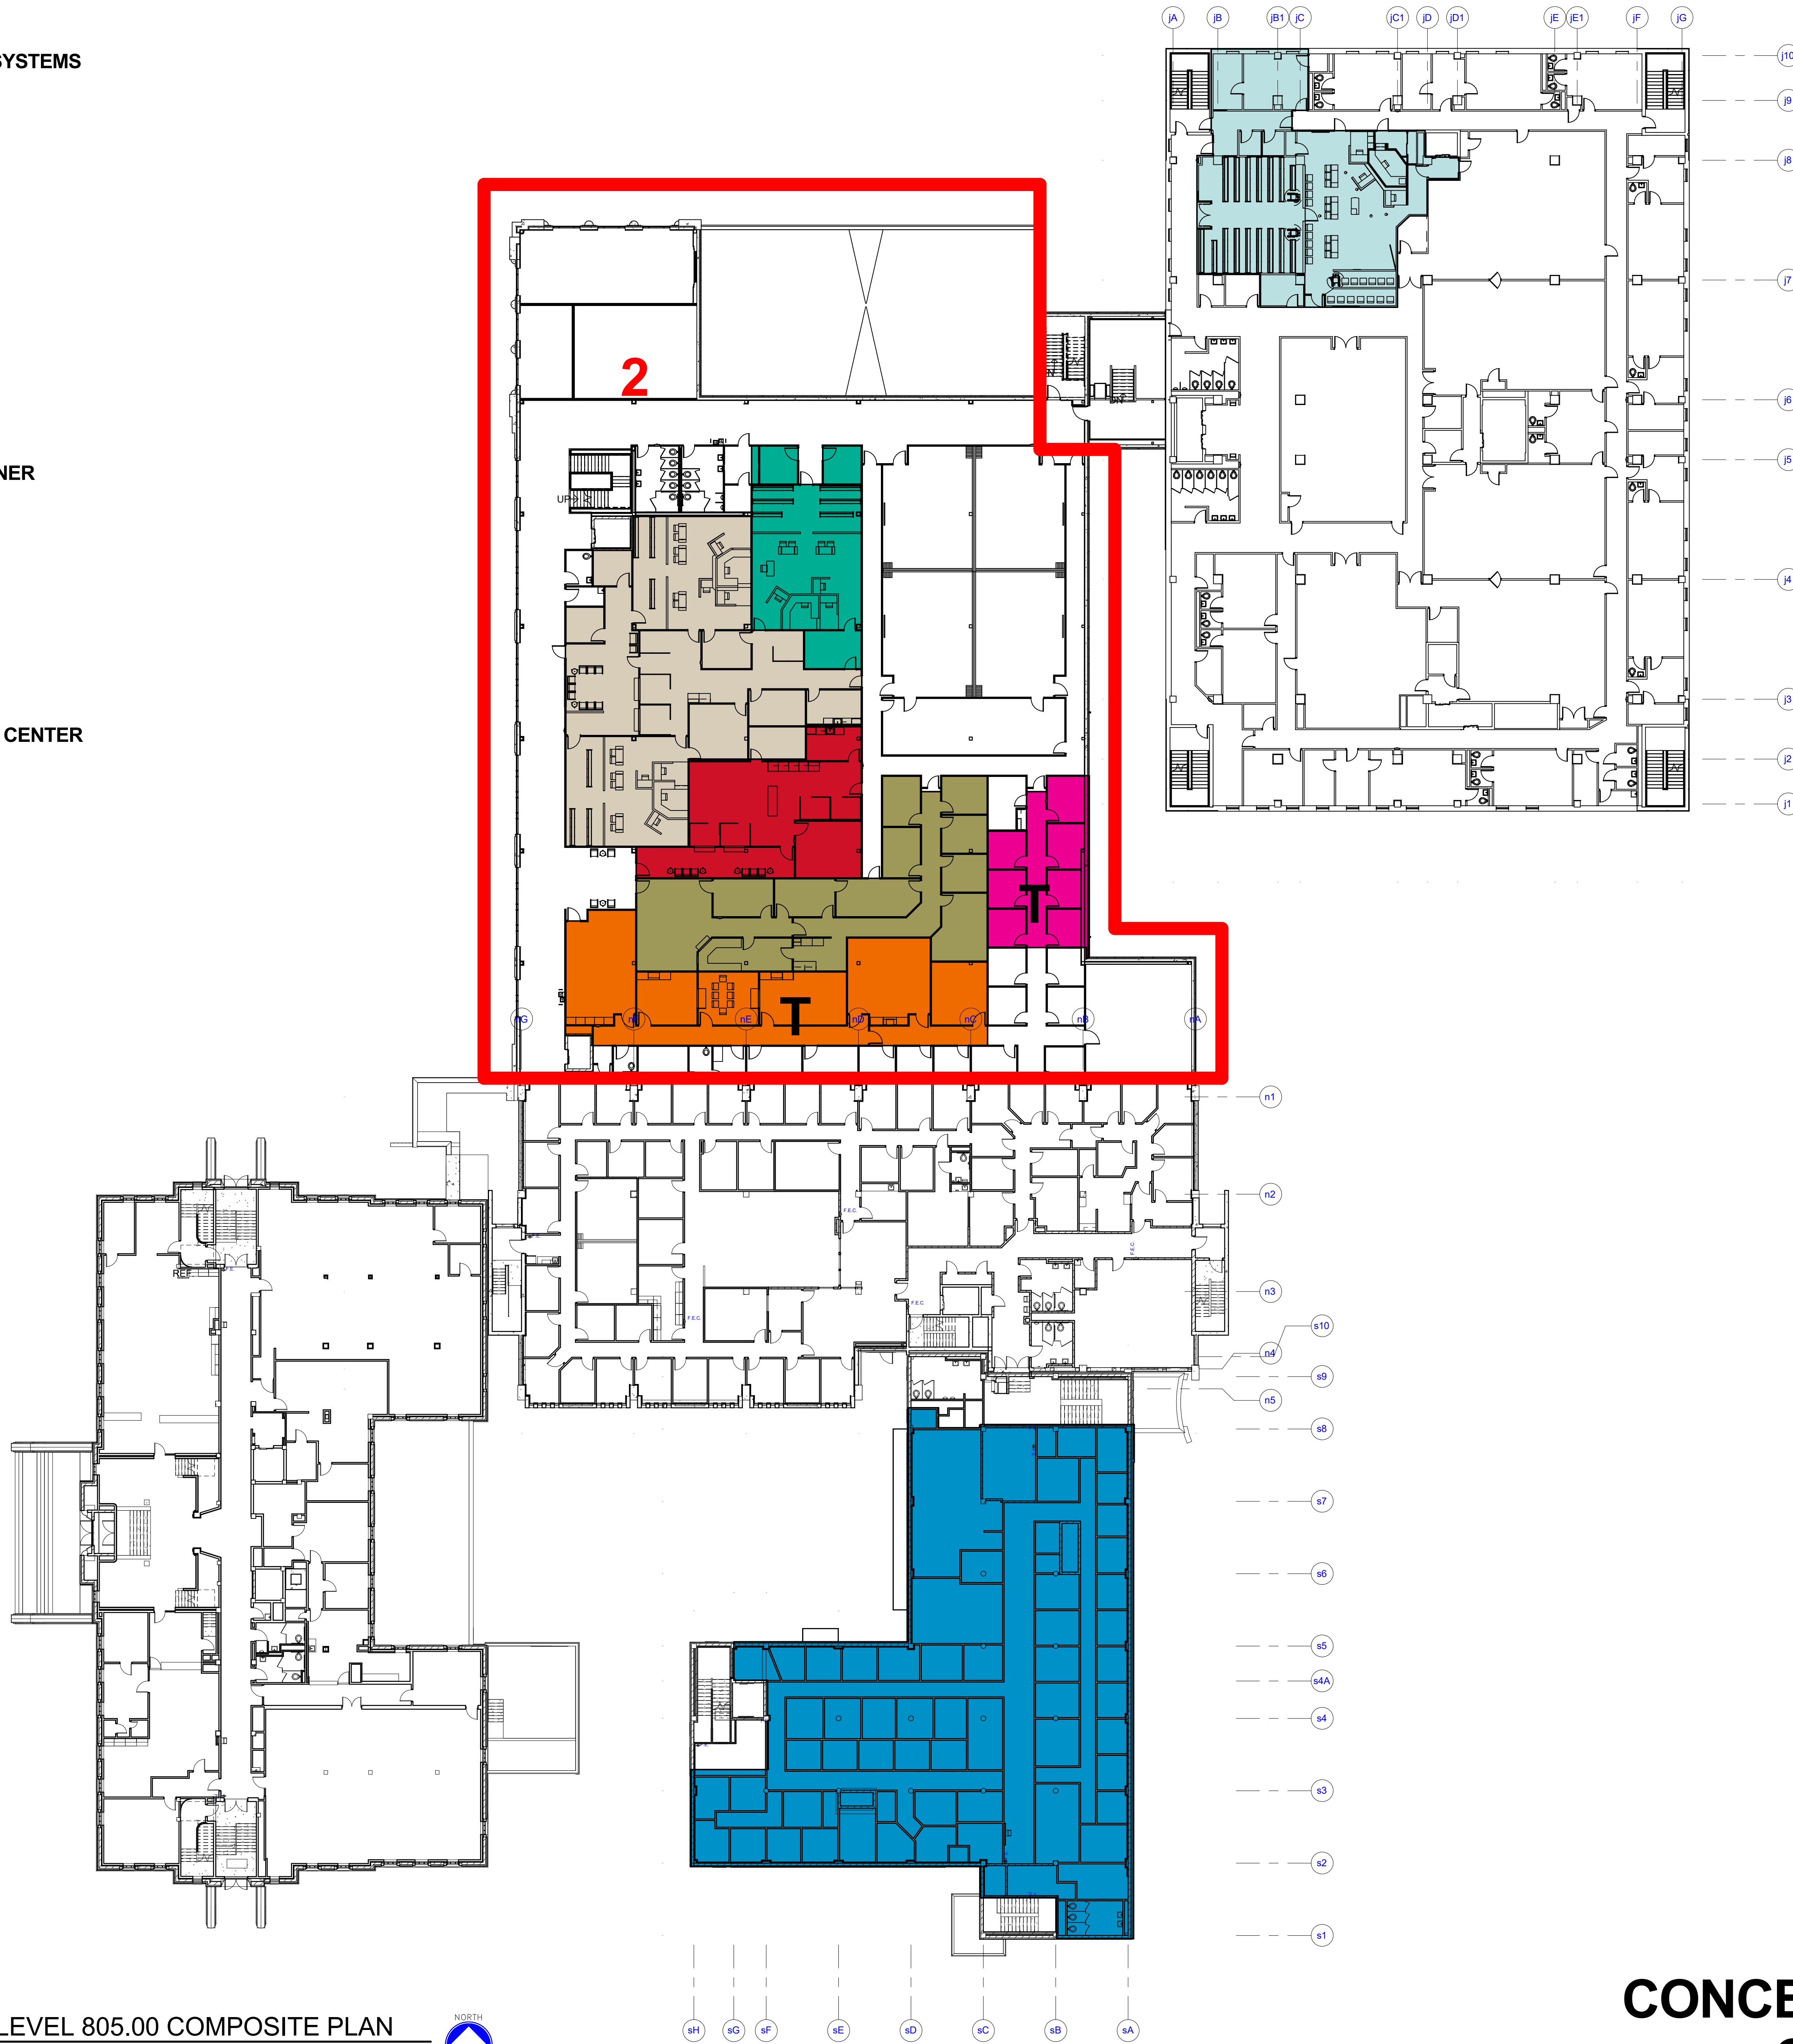 jA jB jB1 jC jC1 jD jD1 jE jE1 jF jG
SYSTEMS
j10
j9
j8
j7
2
j6
NER
j5
UP
j4
j3
CENTER
j2
j1
T
T
nG nF nE nD nC nB nA
n1
n2
F.E.C.
F.E.
F.E.C.
REF
F.E.
n3
F.E.C.
F.E.C.
s10
n4
s9
n5
s8
s7
s6
s5
s4A
s4
s3
s2
s1
CONCE
LEVEL 805.00 COMPOSITE PLAN
NORTH
sH sG sF sE sD sC sB sA